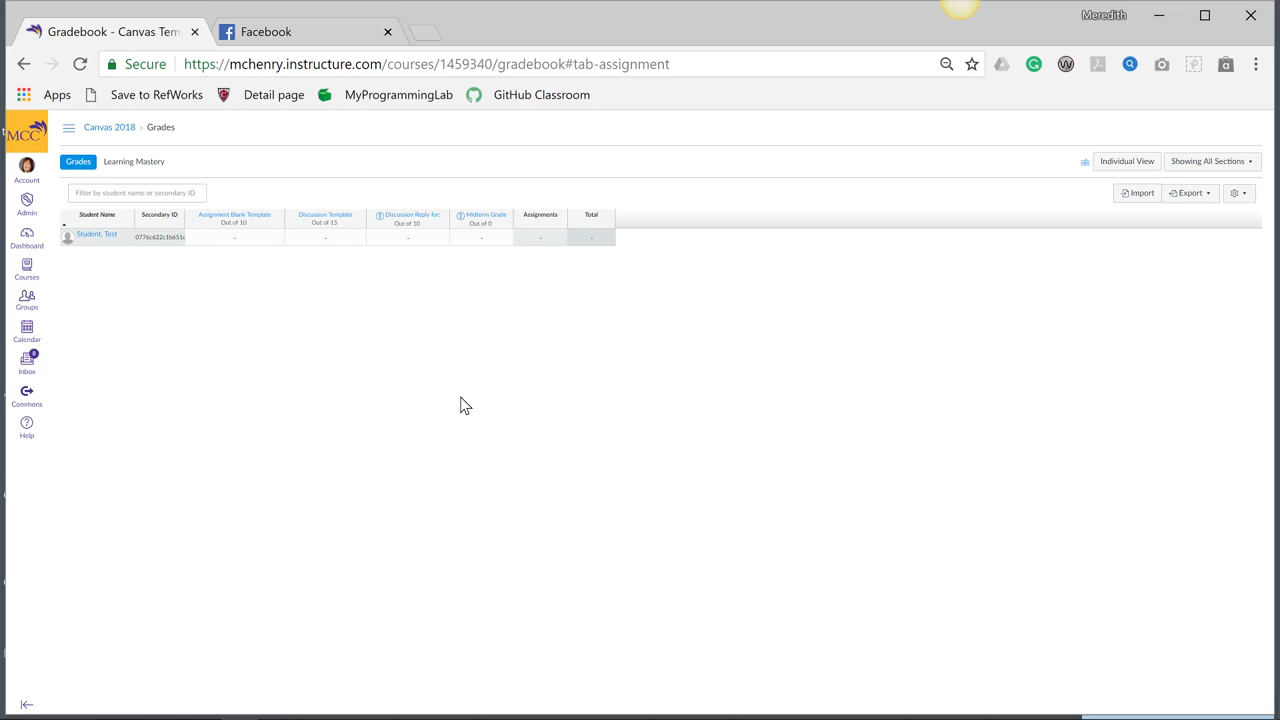 Meredith
Gradebook - Canvas Tem
Facebook
Secure https://mchenry.instructure.com/courses/1459340/gradebook#tab-assignment
Apps Save to RefWorks Detail page MyProgrammingLab GitHub Classroom
MCC
Canvas 2018 › Grades
Grades Learning Mastery Individual View Showing All Sections
Account
Filter by student name or secondary ID Import Export
Admin
Student Name Secondary ID Assignment Blank Template Discussion Template Discussion Reply for: Midterm Grade Assignments Total
Out of 10 Out of 15 Out of 10 Out of 0
Student, Test 0776c622c1b651 - - - - - -
Dashboard
Courses
Groups
Calendar
8
Inbox
Commons
Help